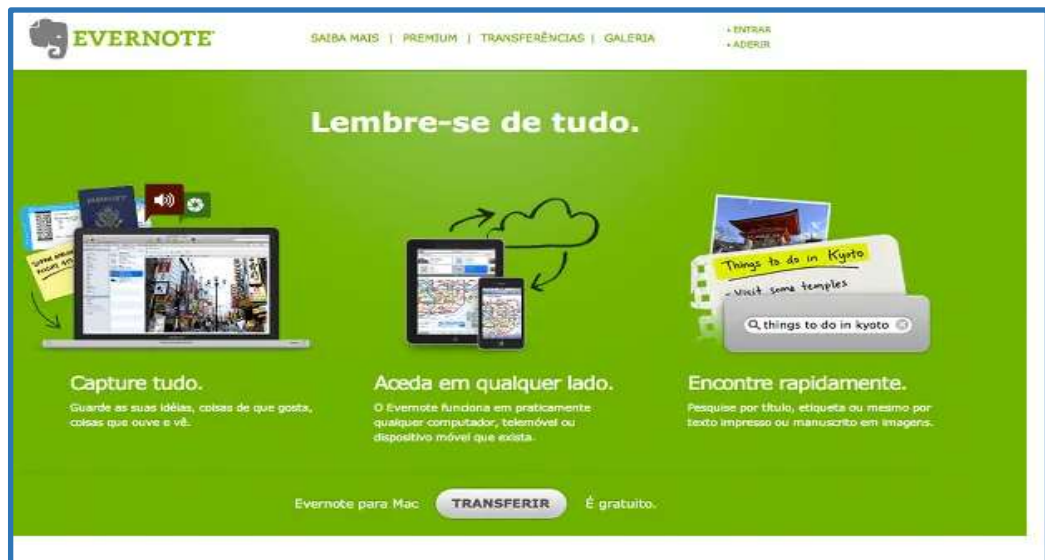 EVERNOTE
SAIBA MAIS | PREMIUM | TRANSFERÊNCIAS | GALERIA
• ENTRAR
• ADERIR
Lembre-se de tudo.
Things to do in Kyoto
- Visit some temples
things to do in kyoto
Capture tudo.
Guarde as suas idéias, coisas de que gosta,
coisas que ouve e vê.
Aceda em qualquer lado.
O Evernote funciona em praticamente
qualquer computador, telemóvel ou
dispositivo móvel que exista.
Encontre rapidamente.
Pesquise por título, etiqueta ou mesmo por
texto impresso ou manuscrito em imagens.
Evernote para Mac TRANSFERIR É gratuito.